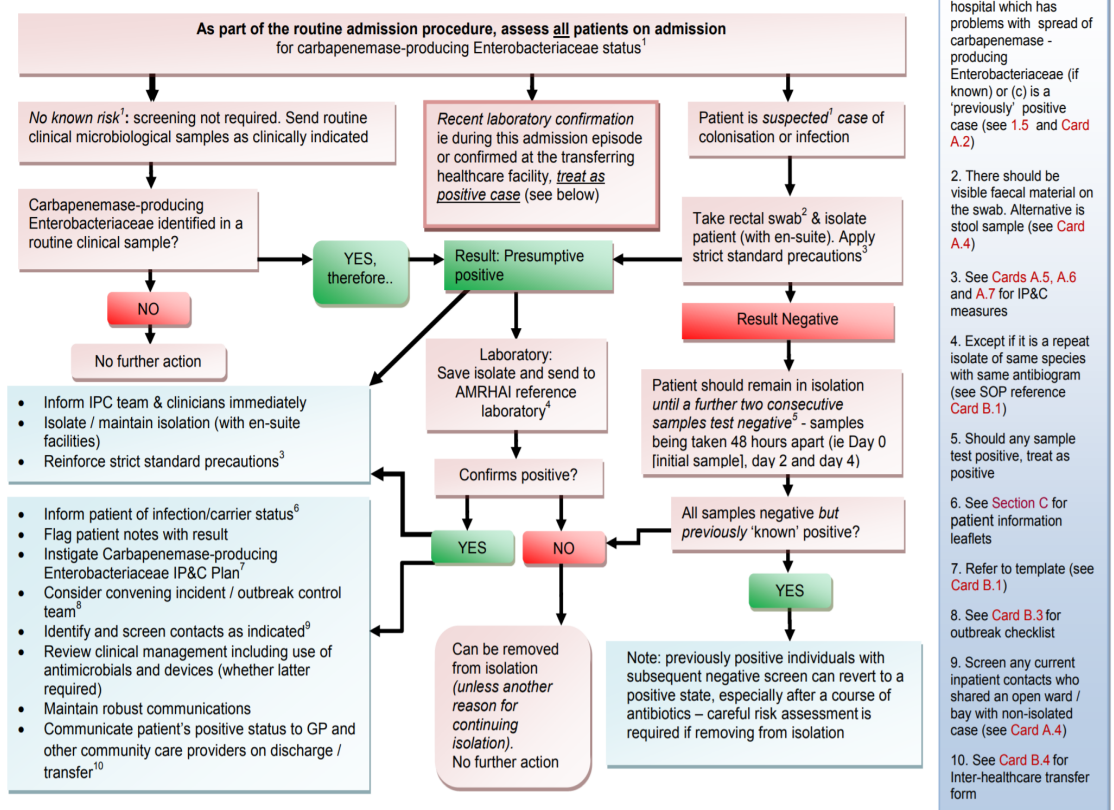 As part of the routine admission procedure, assess all patients on admission
for carbapenemase-producing Enterobacteriaceae status1
No known risk1: screening not required. Send routine
clinical microbiological samples as clinically indicated
Recent laboratory confirmation
ie during this admission episode
or confirmed at the transferring
healthcare facility, treat as
positive case (see below)
Patient is suspected1 case of
colonisation or infection
Carbapenemase-producing
Enterobacteriaceae identified in a
routine clinical sample?
YES,
therefore..
Result: Presumptive
positive
Take rectal swab2 & isolate
patient (with en-suite). Apply
strict standard precautions3
NO
No further action
Result Negative
Laboratory:
Save isolate and send to
AMRHAI reference
laboratory4
Patient should remain in isolation
until a further two consecutive
samples test negative5 - samples
being taken 48 hours apart (ie Day 0
[initial sample], day 2 and day 4)
• Inform IPC team & clinicians immediately
• Isolate / maintain isolation (with en-suite
facilities)
• Reinforce strict standard precautions3
Confirms positive?
All samples negative but
previously 'known' positive?
YES
NO
YES
• Inform patient of infection/carrier status6
• Flag patient notes with result
• Instigate Carbapenemase-producing
Enterobacteriaceae IP&C Plan7
• Consider convening incident / outbreak control
team8
• Identify and screen contacts as indicated9
• Review clinical management including use of
antimicrobials and devices (whether latter
required)
• Maintain robust communications
• Communicate patient's positive status to GP and
other community care providers on discharge /
transfer10
Can be removed
from isolation
(unless another
reason for
continuing
isolation).
No further action
Note: previously positive individuals with
subsequent negative screen can revert to a
positive state, especially after a course of
antibiotics – careful risk assessment is
required if removing from isolation
hospital which has
problems with spread of
carbapenemase -
producing
Enterobacteriaceae (if
known) or (c) is a
'previously' positive
case (see 1.5 and Card
A.2)
2. There should be
visible faecal material on
the swab. Alternative is
stool sample (see Card
A.4)
3. See Cards A.5, A.6
and A.7 for IP&C
measures
4. Except if it is a repeat
isolate of same species
with same antibiogram
(see SOP reference
Card B.1)
5. Should any sample
test positive, treat as
positive
6. See Section C for
patient information
leaflets
7. Refer to template (see
Card B.1)
8. See Card B.3 for
outbreak checklist
9. Screen any current
inpatient contacts who
shared an open ward /
bay with non-isolated
case (see Card A.4)
10. See Card B.4 for
Inter-healthcare transfer
form